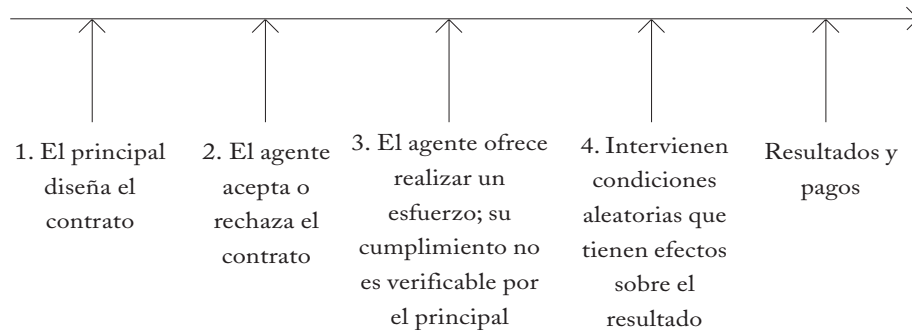 1. El principal
diseña el
contrato
2. El agente
acepta o
rechaza el
contrato
3. El agente ofrece
realizar un
esfuerzo; su
cumplimiento no
es verificable por
el principal
4. Intervienen
condiciones
aleatorias que
tienen efectos
sobre el
resultado
Resultados y
pagos